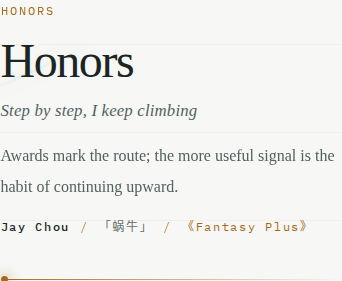 HONORS
Honors
Step by step, I keep climbing
Awards mark the route; the more useful signal is the
habit of continuing upward.
Jay Chou / 「蜗牛」 / 《Fantasy Plus》